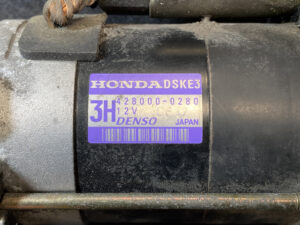 HONDA DSKE3
3H 428000-0280
12V
DENSO JAPAN